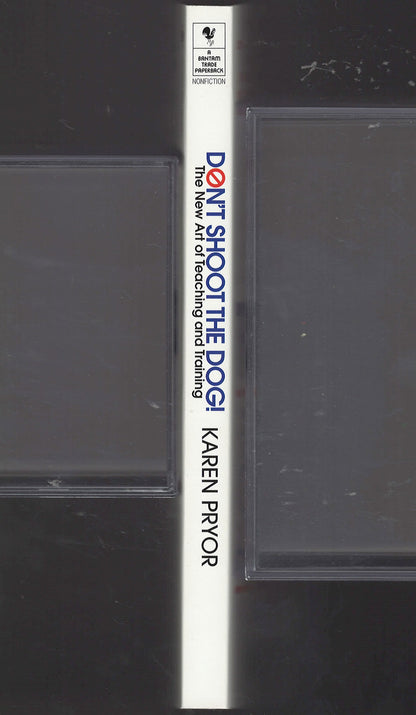 A
BANTAM
TRADE
PAPERBACK
NONFICTION
DON'T SHOOT THE DOG!
The New Art of Teaching and Training
KAREN PRYOR